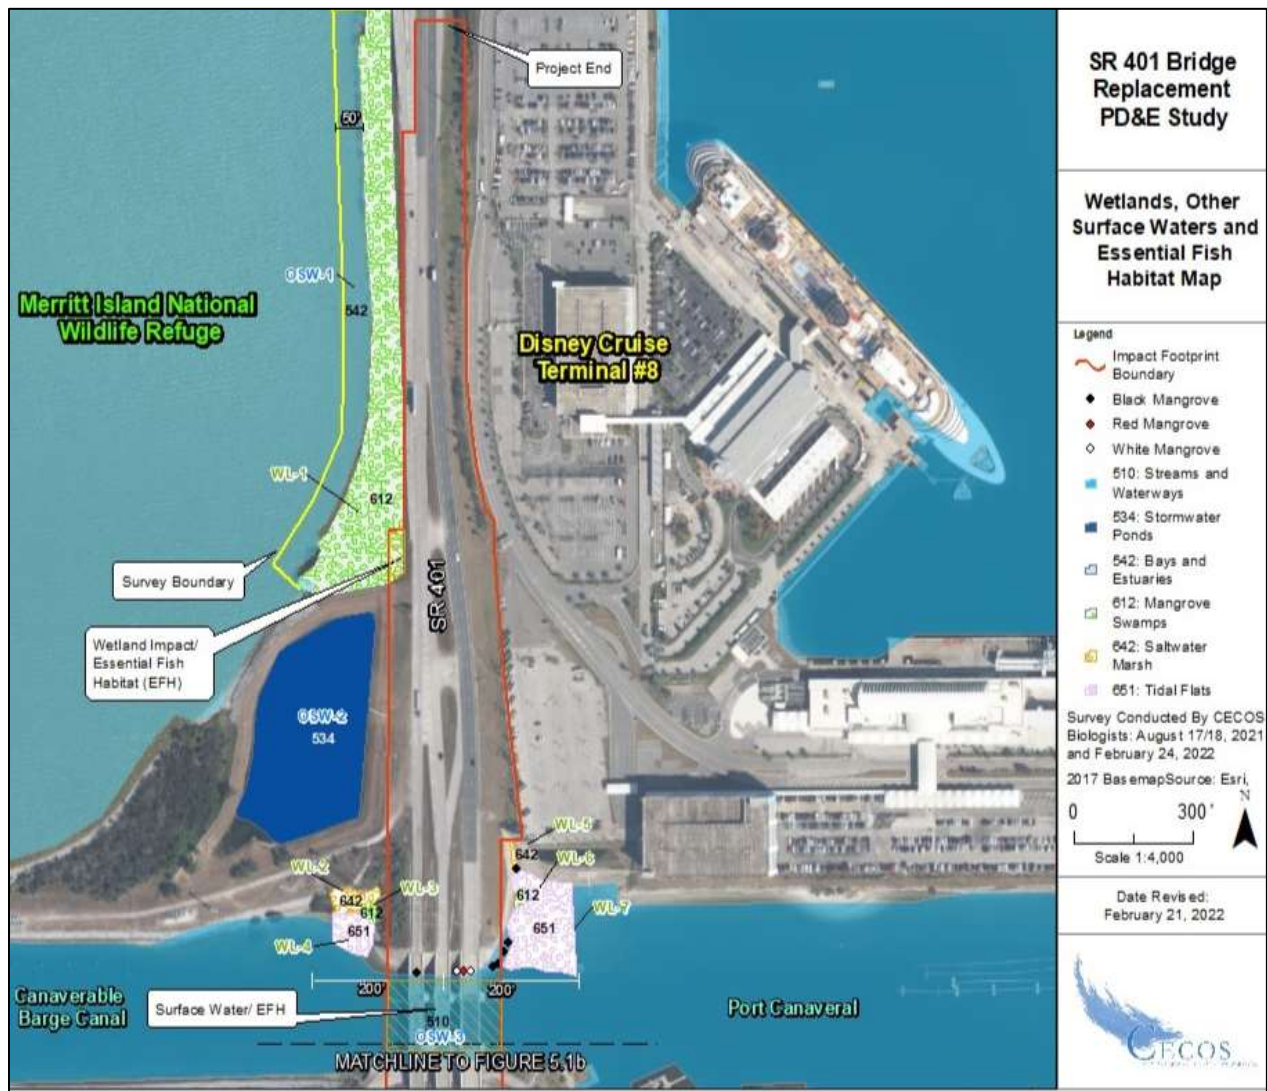 Project End
50'
OSW-1
542
Merritt Island National
Wildlife Refuge
Disney Cruise
Terminal #8
WL-1
612
Survey Boundary
SR 401
Wetland Impact/
Essential Fish
Habitat (EFH)
OSW-2
534
WL-5
642
WL-6
WL-2
WL-3
642
612
612
WL-7
651
651
WL-4
200'
200'
Canaverable
Barge Canal
Surface Water/ EFH
510
OSW-3
Port Canaveral
MATCHLINE TO FIGURE 5.1b
SR 401 Bridge
Replacement
PD&E Study
Wetlands, Other
Surface Waters and
Essential Fish
Habitat Map
Legend
Impact Footprint
Boundary
Black Mangrove
Red Mangrove
White Mangrove
510: Streams and
Waterways
534: Stormwater
Ponds
542: Bays and
Estuaries
612: Mangrove
Swamps
642: Saltwater
Marsh
651: Tidal Flats
Survey Conducted By CECOS
Biologists: August 17/18, 2021
and February 24, 2022
2017 BasemapSource: Esri,
N
0 300 '
Scale 1:4,000
Date Revised:
February 21, 2022
CECOS